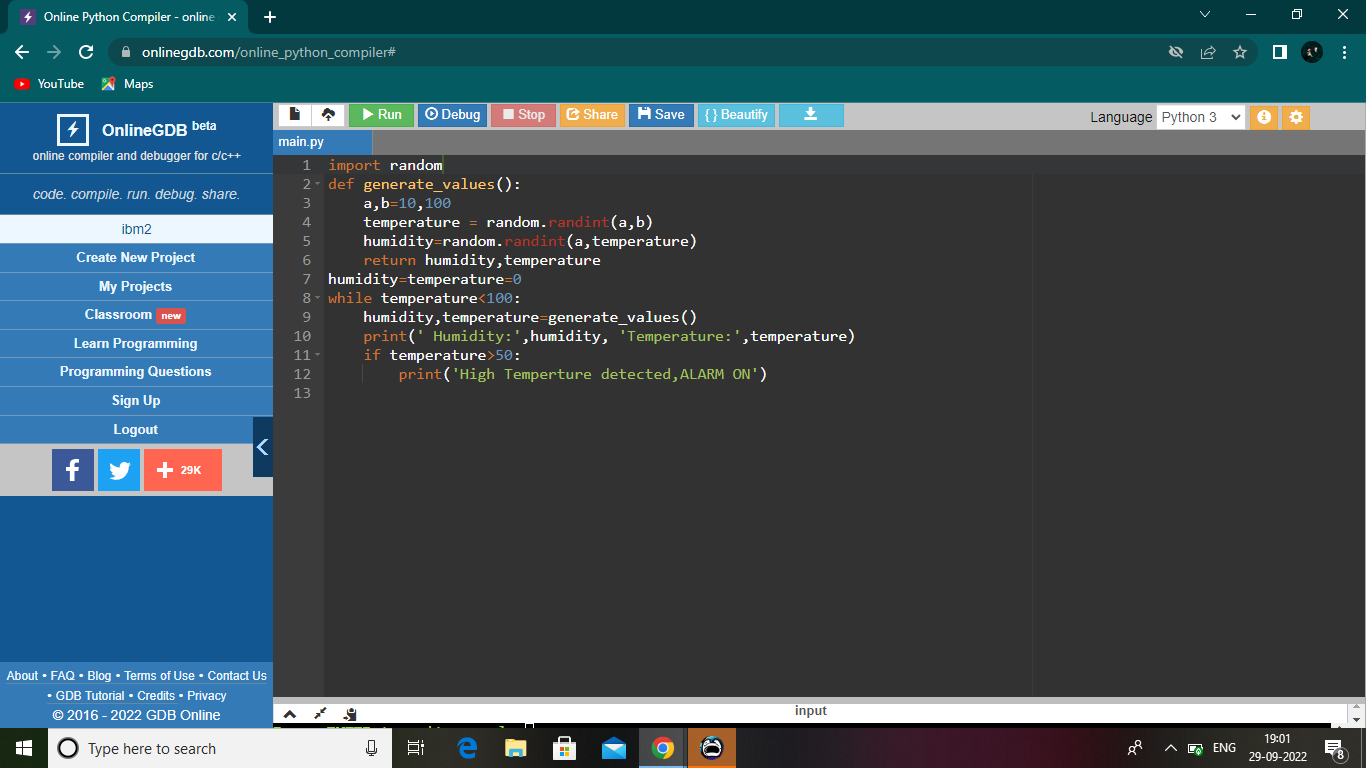 Online Python Compiler - online
onlinegdb.com/online_python_compiler#
YouTube Maps
OnlineGDB beta
online compiler and debugger for c/c++
code. compile. run. debug. share.
ibm2
Create New Project
My Projects
Classroom new
Learn Programming
Programming Questions
Sign Up
Logout
f 29K
About • FAQ • Blog • Terms of Use • Contact Us
• GDB Tutorial • Credits • Privacy
© 2016 - 2022 GDB Online
Run Debug Stop Share Save { } Beautify
Language Python 3
main.py
1 import random
2 def generate_values():
3 a,b=10,100
4 temperature = random.randint(a,b)
5 humidity=random.randint(a,temperature)
6 return humidity,temperature
7 humidity=temperature=0
8 while temperature<100:
9 humidity,temperature=generate_values()
10 print(' Humidity:',humidity, 'Temperature:',temperature)
11 if temperature>50:
12 print('High Temperture detected,ALARM ON')
13
input
Type here to search
ENG
19:01
29-09-2022
8